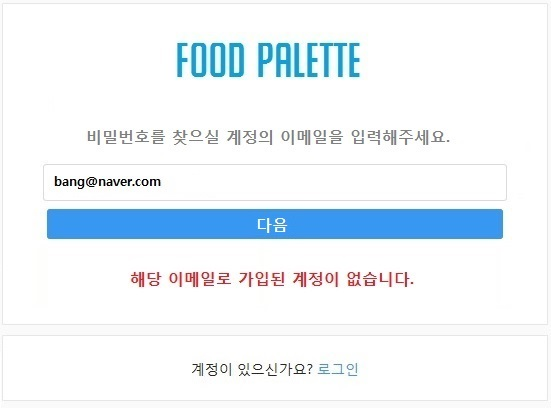 FOOD PALETTE
비밀번호를 찾으실 계정의 이메일을 입력해주세요.
bang@naver.com
다음
해당 이메일로 가입된 계정이 없습니다.
계정이 있으신가요? 로그인